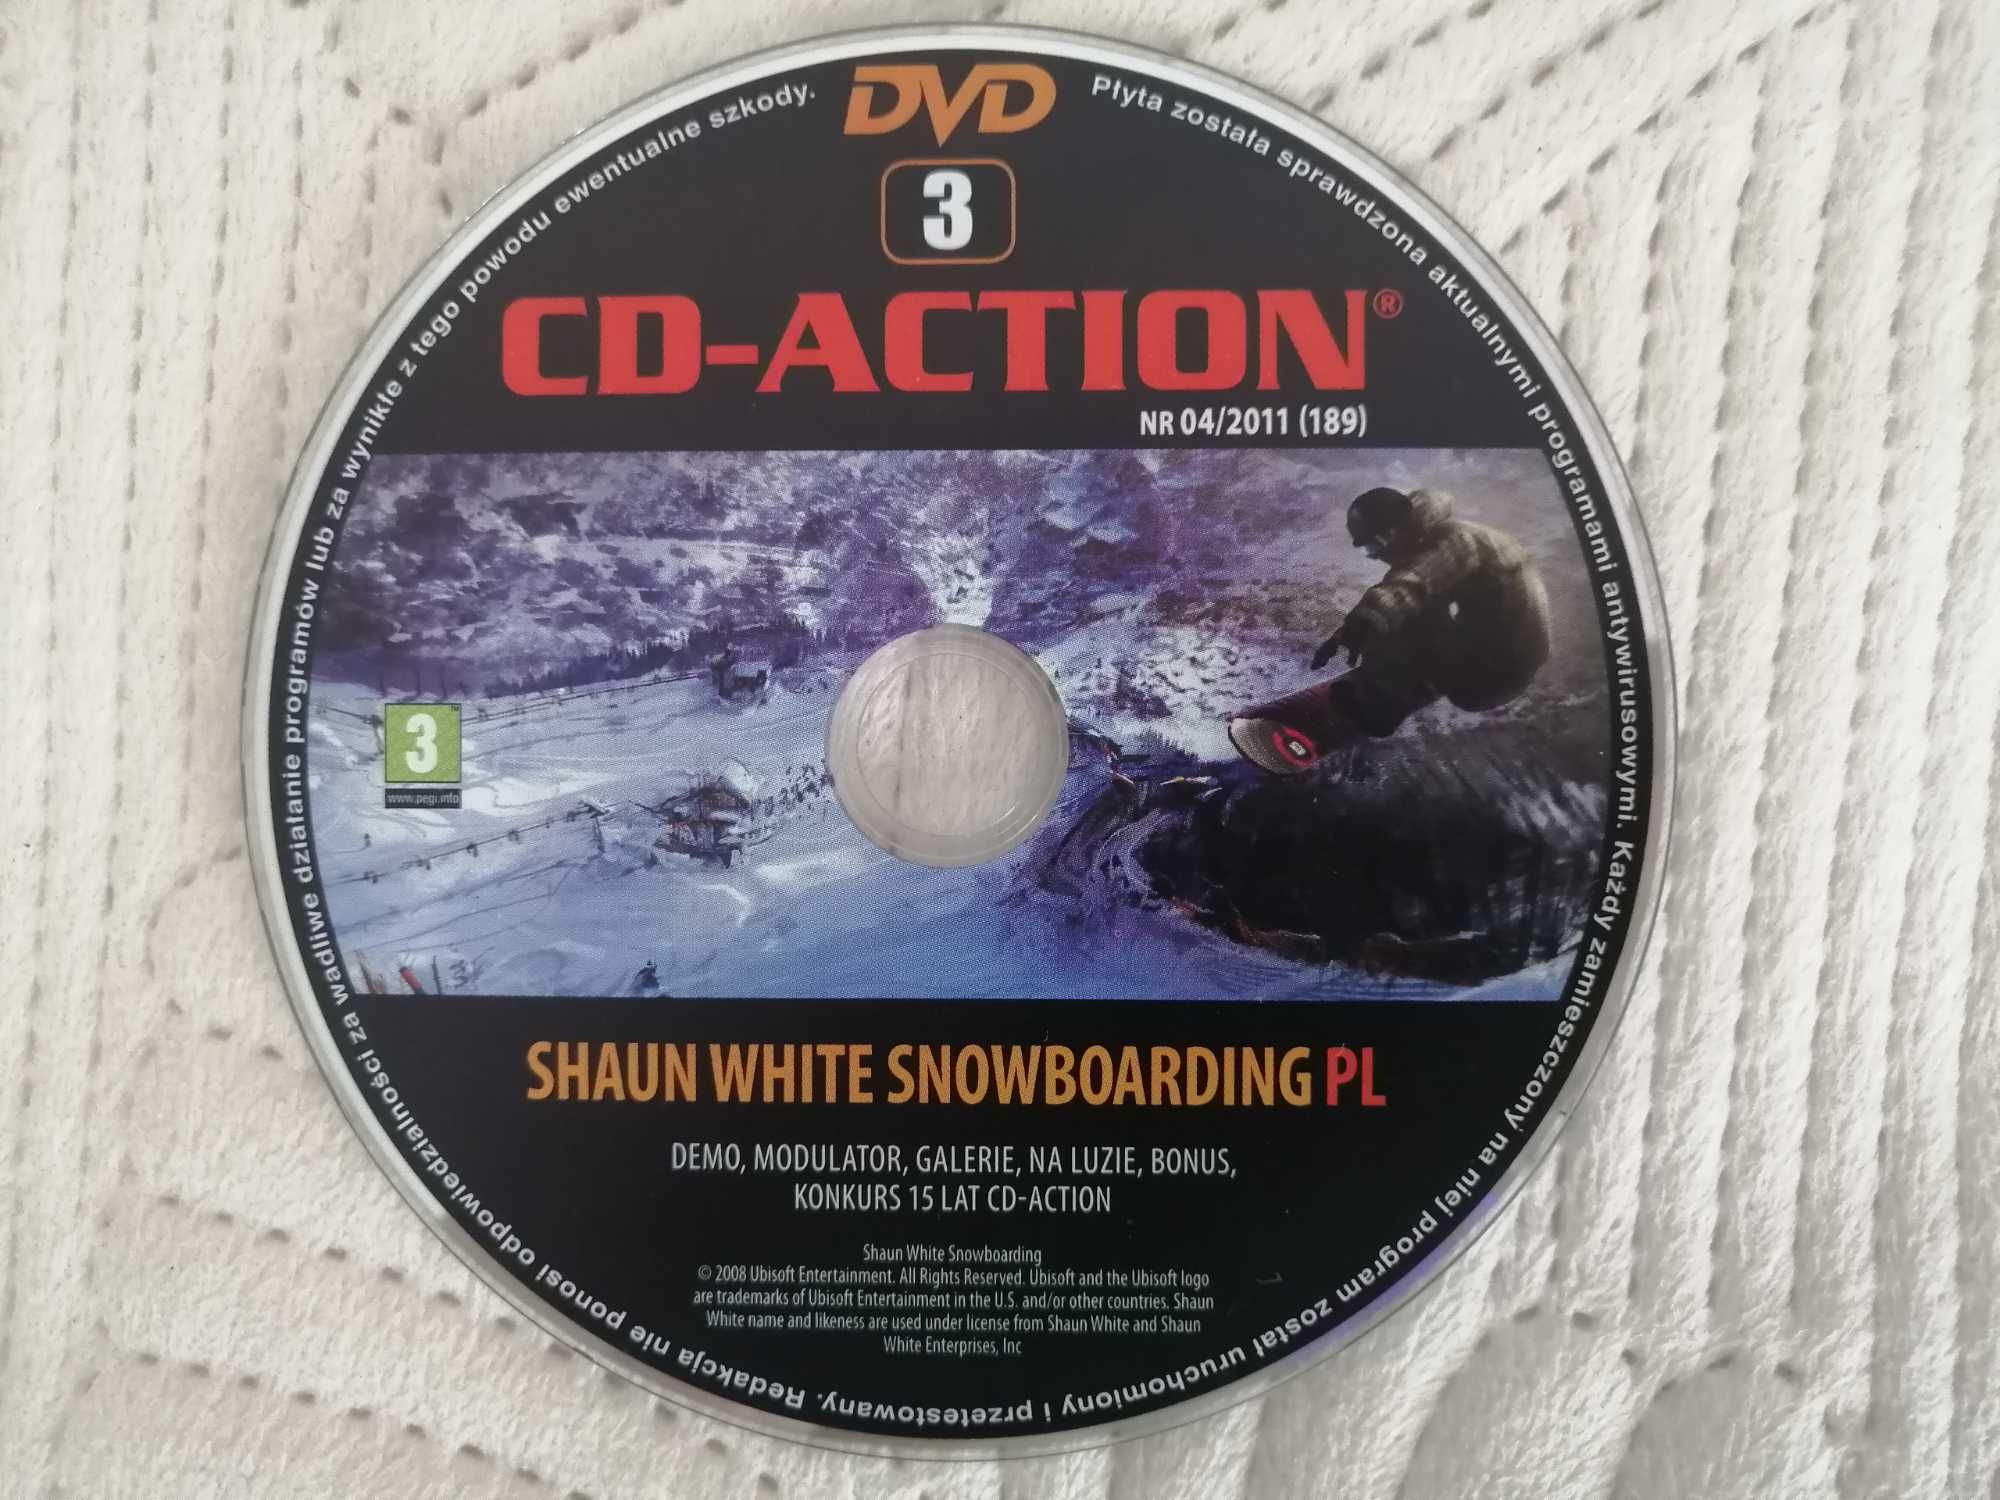 DVD
3
CD-ACTION®
NR 04/2011 (189)
3™
www.pegi.info
SHAUN WHITE SNOWBOARDING PL
DEMO, MODULATOR, GALERIE, NA LUZIE, BONUS,
KONKURS 15 LAT CD-ACTION
Shaun White Snowboarding
© 2008 Ubisoft Entertainment. All Rights Reserved. Ubisoft and the Ubisoft logo
are trademarks of Ubisoft Entertainment in the U.S. and/or other countries. Shaun
White name and likeness are used under license from Shaun White and Shaun
White Enterprises, Inc
Płyta została sprawdzona aktualnymi programami antywirusowymi. Każdy zamieszczony na niej program został uruchomiony i przetestowany. Redakcja nie ponosi odpowiedzialności za wadliwe działanie programów lub za wynikłe z tego powodu ewentualne szkody.